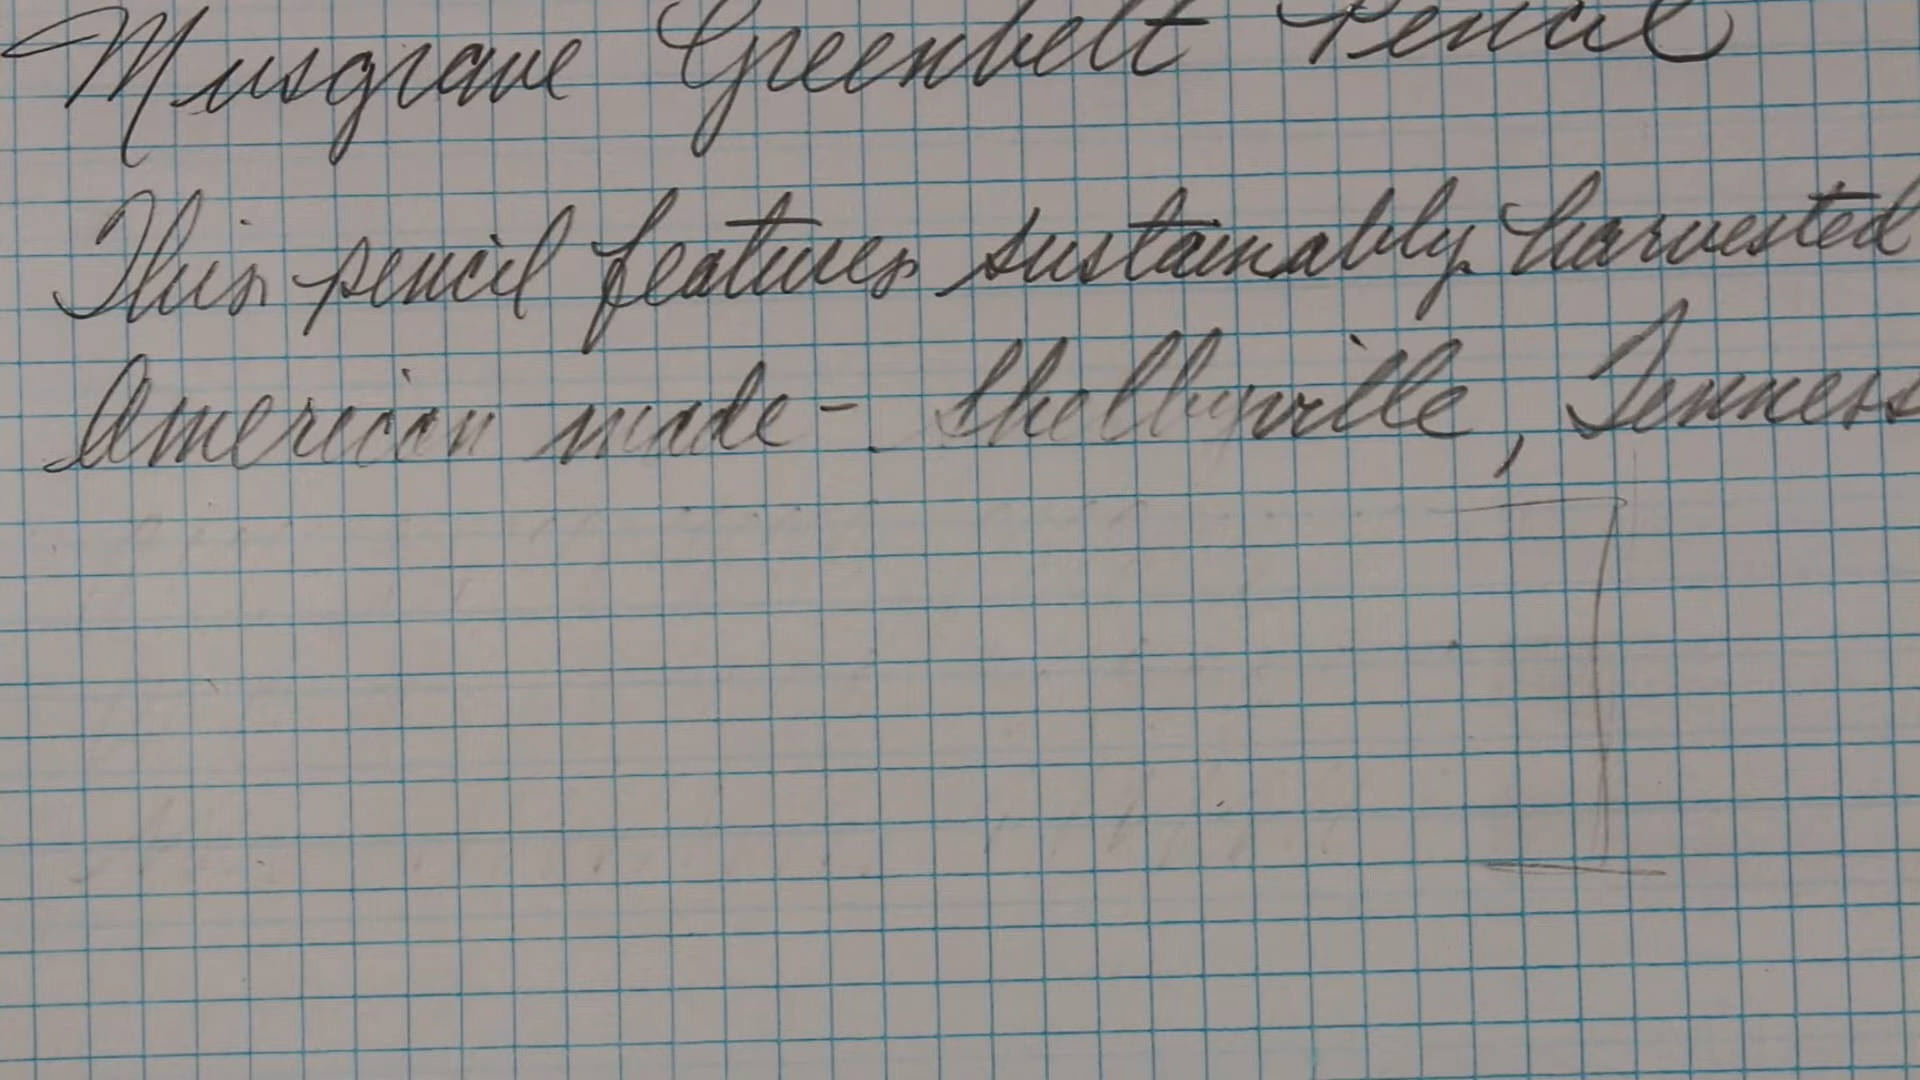 Musgrave Greenbelt Pencil
This pencil features sustainably harvested
American made - Shelbyville, Tenness